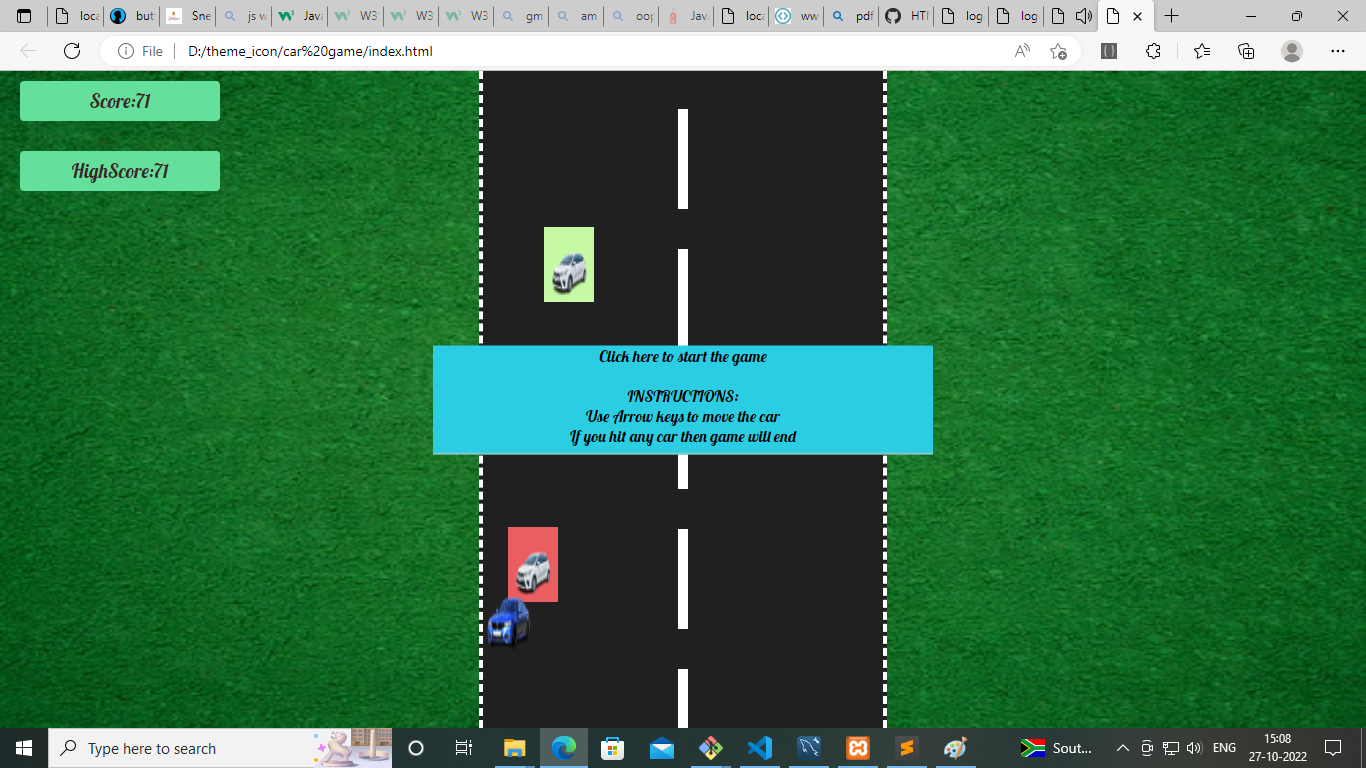 loca
but
Sne
js w
Java
W3
W3
W3
gm
am
oop
Java
loca
ww
pdf
HTI
log
log
File
D:/theme_icon/car%20game/index.html
Score:71
HighScore:71
Click here to start the game
INSTRUCTIONS:
Use Arrow keys to move the car
If you hit any car then game will end
Type here to search
Sout...
ENG
15:08
27-10-2022